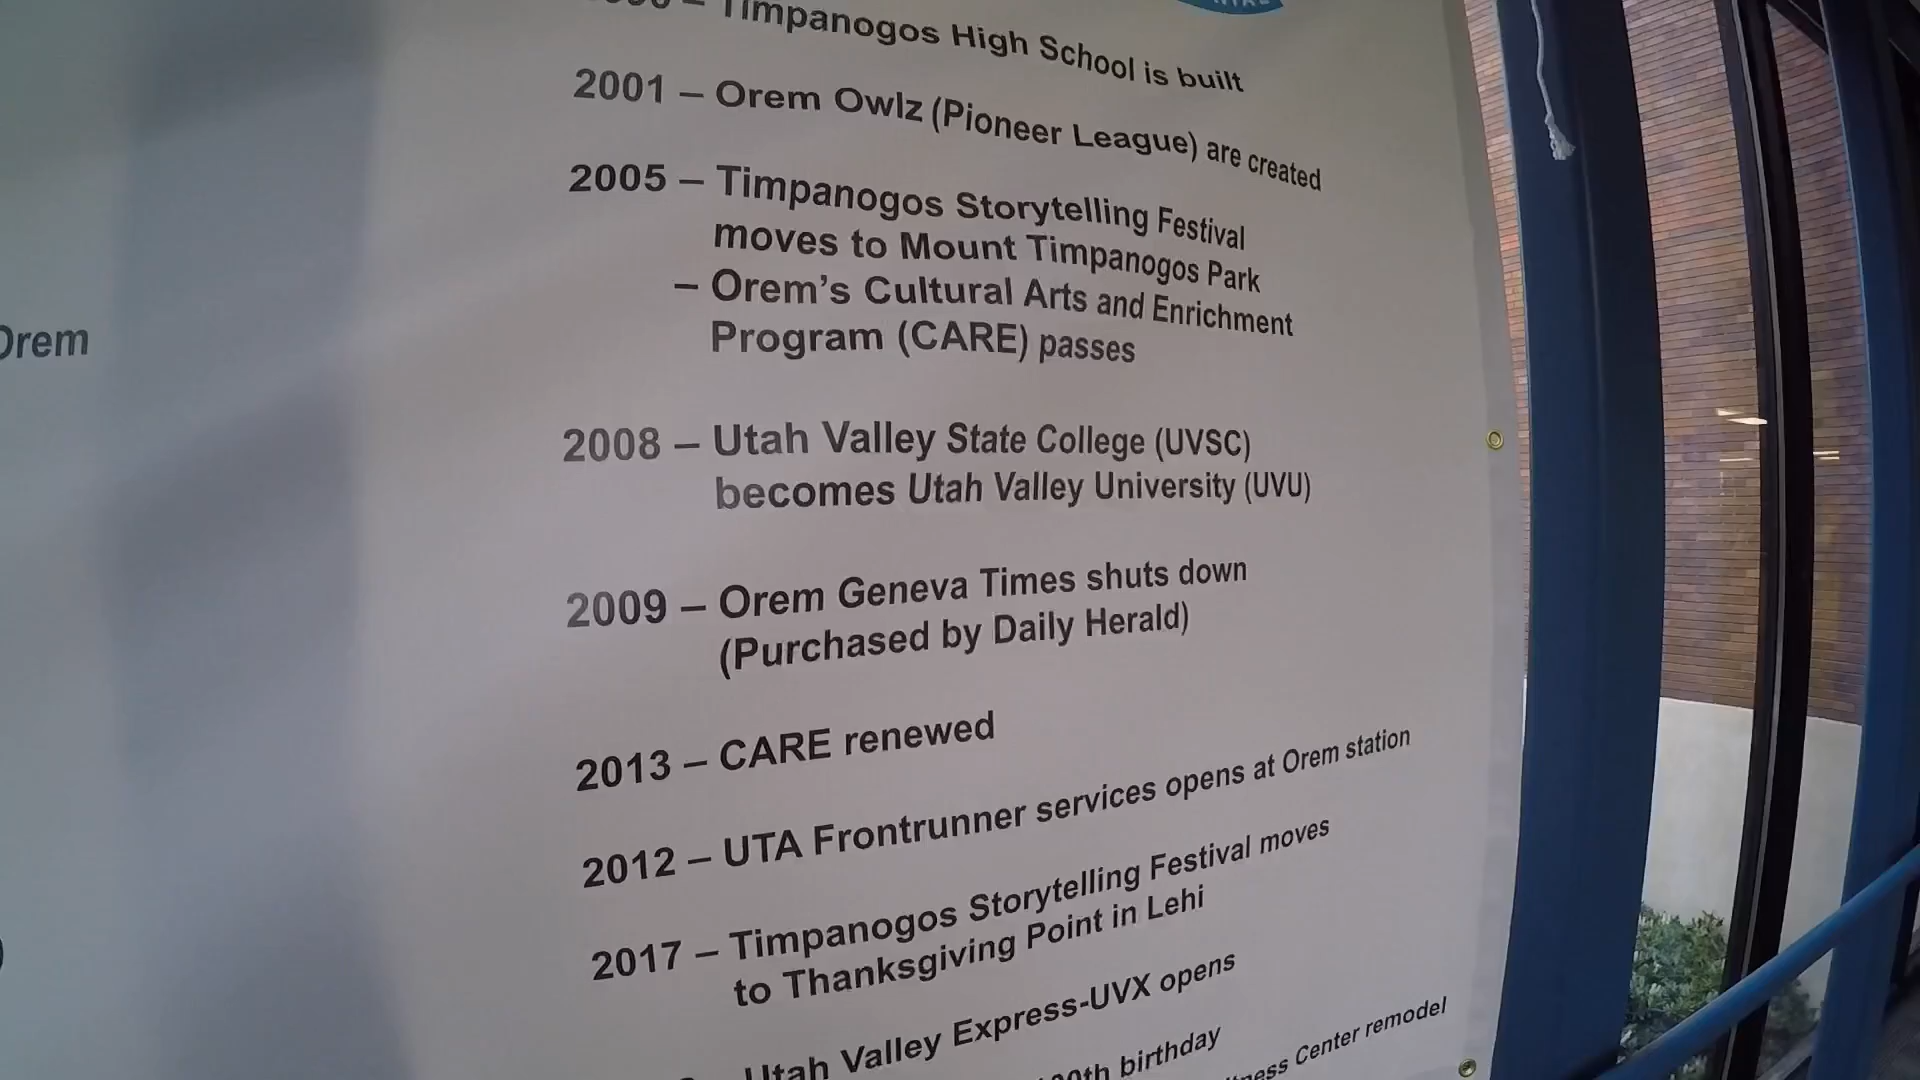 – Timpanogos High School is built
2001 – Orem Owlz (Pioneer League) are created
2005 – Timpanogos Storytelling Festival
moves to Mount Timpanogos Park
– Orem's Cultural Arts and Enrichment
Program (CARE) passes
2008 – Utah Valley State College (UVSC)
becomes Utah Valley University (UVU)
2009 – Orem Geneva Times shuts down
(Purchased by Daily Herald)
2013 – CARE renewed
2012 – UTA Frontrunner services opens at Orem station
2017 – Timpanogos Storytelling Festival moves
to Thanksgiving Point in Lehi
Utah Valley Express-UVX opens
birthday
Center remodel
Orem